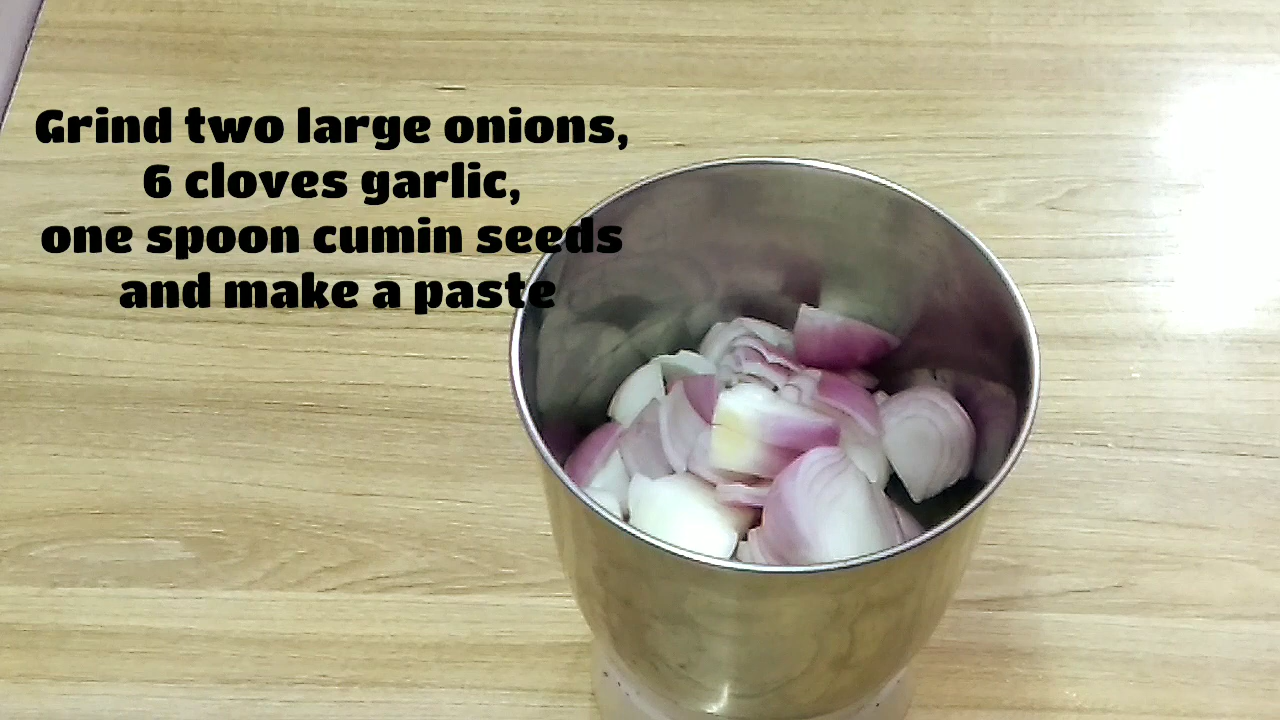 Grind two large onions,
6 cloves garlic,
one spoon cumin seeds
and make a paste